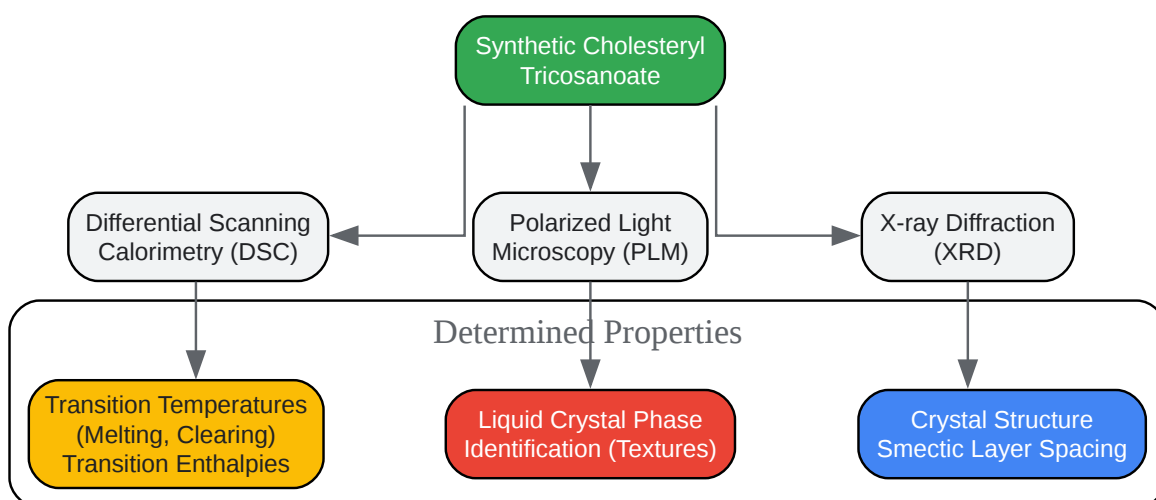 Synthetic Cholesteryl
Tricosanoate
Differential Scanning
Calorimetry (DSC)
Polarized Light
Microscopy (PLM)
X-ray Diffraction
(XRD)
Determined Properties
Transition Temperatures
(Melting, Clearing)
Transition Enthalpies
Liquid Crystal Phase
Identification (Textures)
Crystal Structure
Smectic Layer Spacing